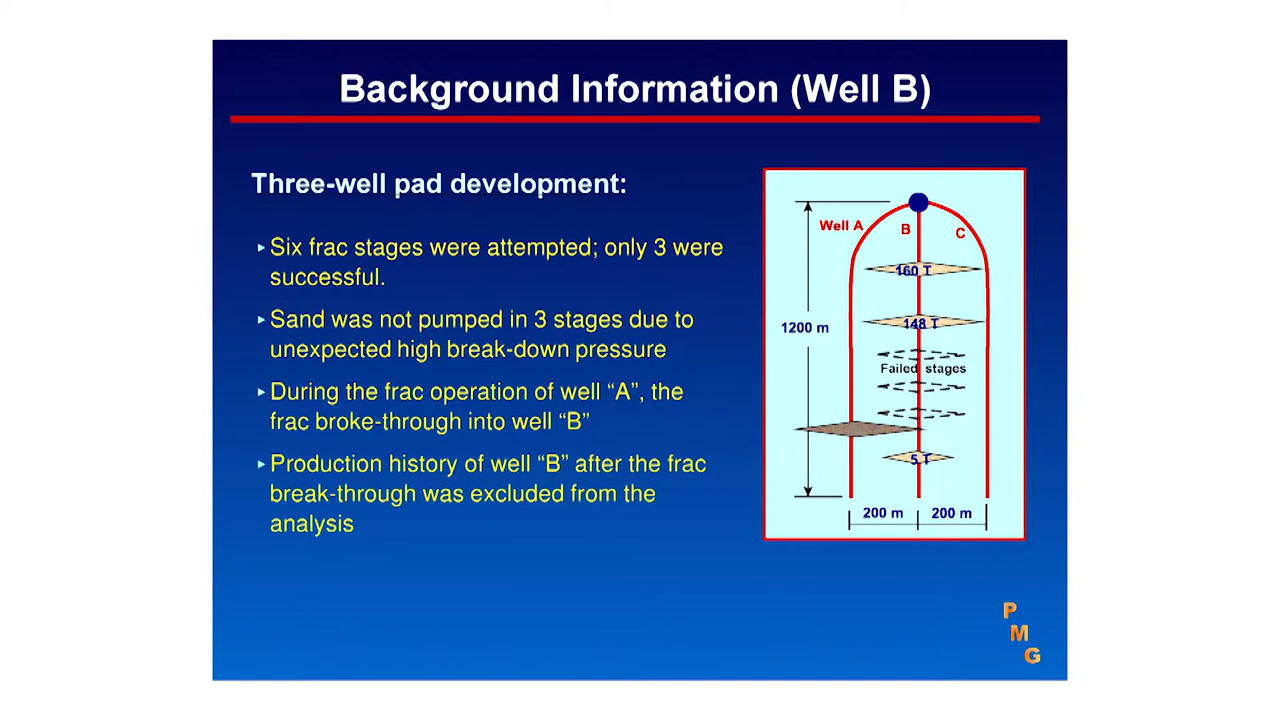 Background Information (Well B)
Three-well pad development:
▸Six frac stages were attempted; only 3 were
successful.
▸Sand was not pumped in 3 stages due to
unexpected high break-down pressure
▸During the frac operation of well “A”, the
frac broke-through into well “B”
▸Production history of well “B” after the frac
break-through was excluded from the
analysis
Well A
B
C
160 T
148 T
1200 m
Failed stages
5 T
200 m
200 m
P
M
G